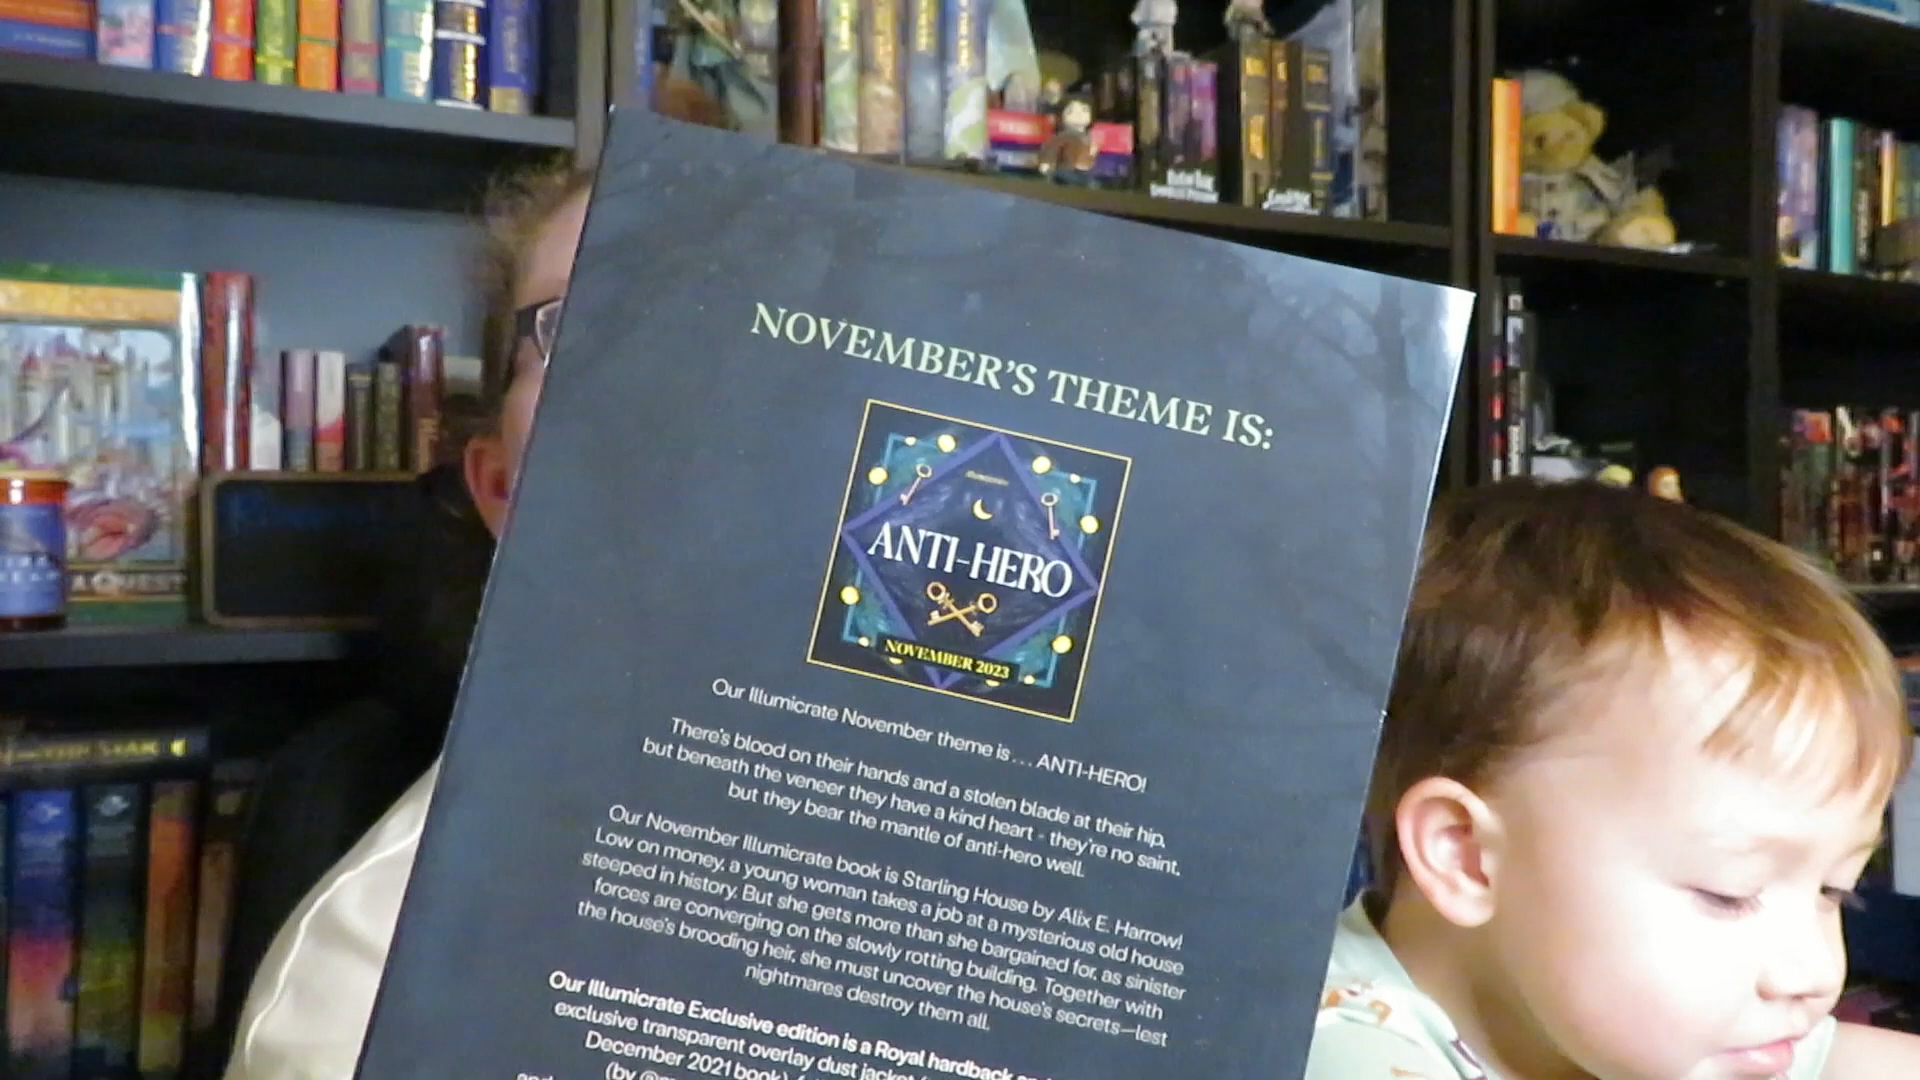 NOVEMBER'S THEME IS:
ANTI-HERO
NOVEMBER 2023
Our Illumicrate November theme is... ANTI-HERO!
There's blood on their hands and a stolen blade at their hip,
but beneath the veneer they have a kind heart - they're no saint,
but they bear the mantle of anti-hero well.
Our November Illumicrate book is Starling House by Alix E. Harrow!
Low on money, a young woman takes a job at a mysterious old house
steeped in history. But she gets more than she bargained for, as sinister
forces are converging on the slowly rotting building. Together with
the house's brooding heir, she must uncover the house's secrets—lest
nightmares destroy them all.
Our Illumicrate Exclusive edition is a Royal hardback
exclusive transparent overlay dust jacket
December 2021 book)
(by
A QUEST